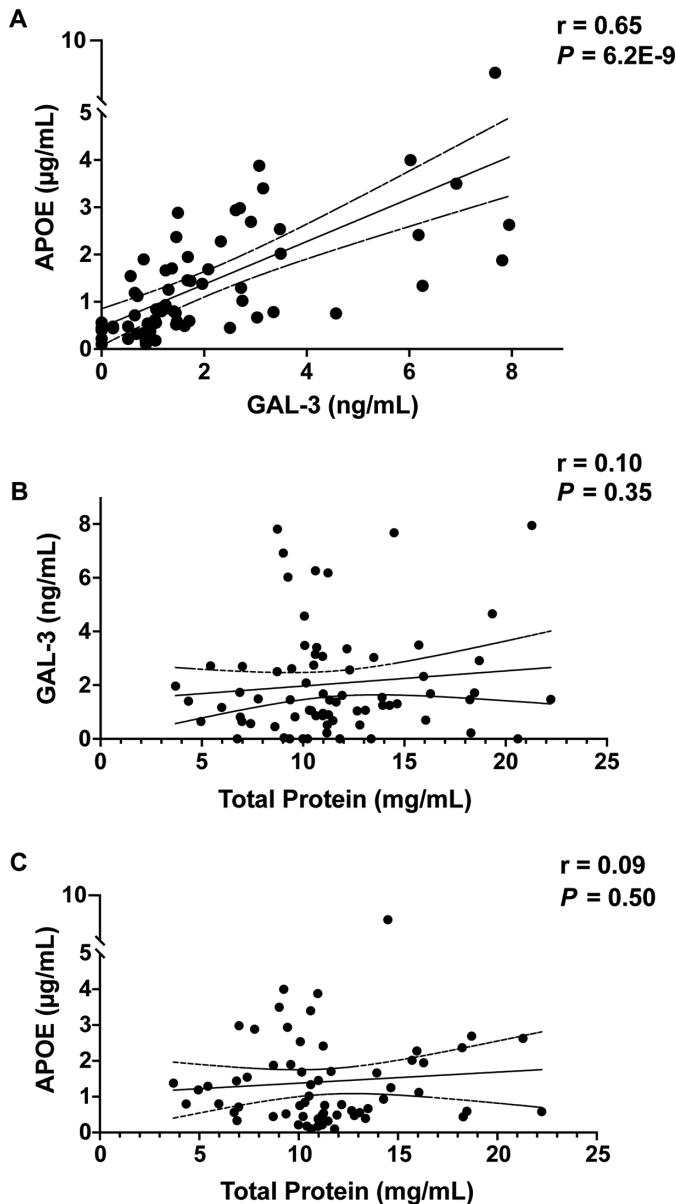 A
r = 0.65
P = 6.2E-9
10
5
4
3
2
1
0
APOE (µg/mL)
0 2 4 6 8
GAL-3 (ng/mL)
B
r = 0.10
P = 0.35
8
6
4
2
0
GAL-3 (ng/mL)
0 5 10 15 20 25
Total Protein (mg/mL)
C
r = 0.09
P = 0.50
10
5
4
3
2
1
0
APOE (µg/mL)
0 5 10 15 20 25
Total Protein (mg/mL)